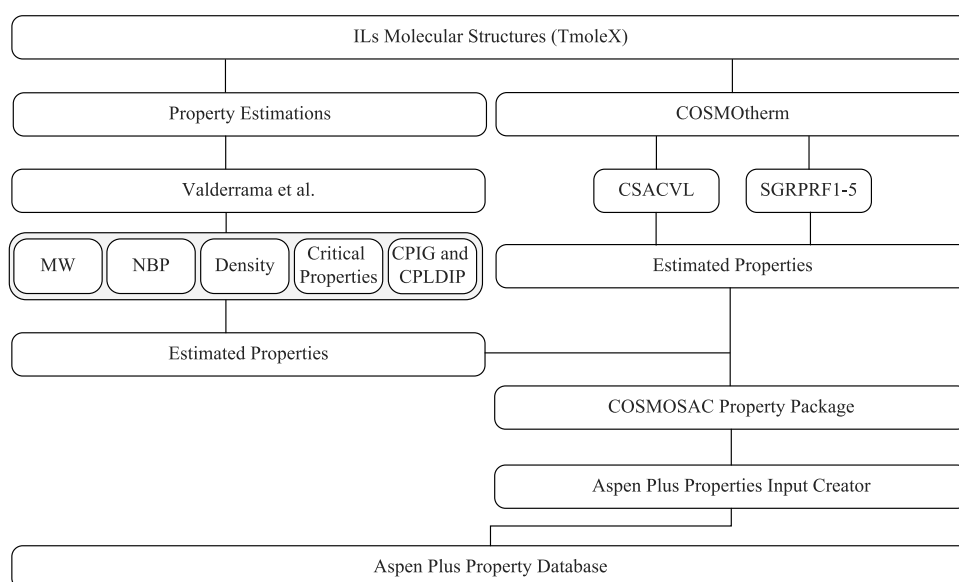 ILs Molecular Structures (TmoleX)
Property Estimations
COSMOtherm
Valderrama et al.
CSACVL
SGRPRF1-5
MW
NBP
Density
Critical
Properties
CPIG and
CPLDIP
Estimated Properties
Estimated Properties
COSMOSAC Property Package
Aspen Plus Properties Input Creator
Aspen Plus Property Database